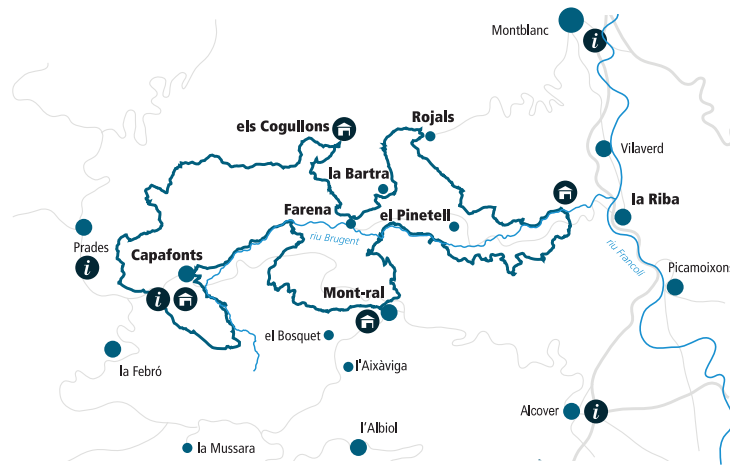 Montblanc
i
els Cogullons
Rojals
Vilaverd
la Bartra
Farena
el Pinetell
la Riba
riu Brugent
Prades
i
Capafonts
riu Francolí
Picamoixons
i
Mont-ral
el Bosquet
la Febró
l'Aixàviga
Alcover
i
l'Albiol
la Mussara